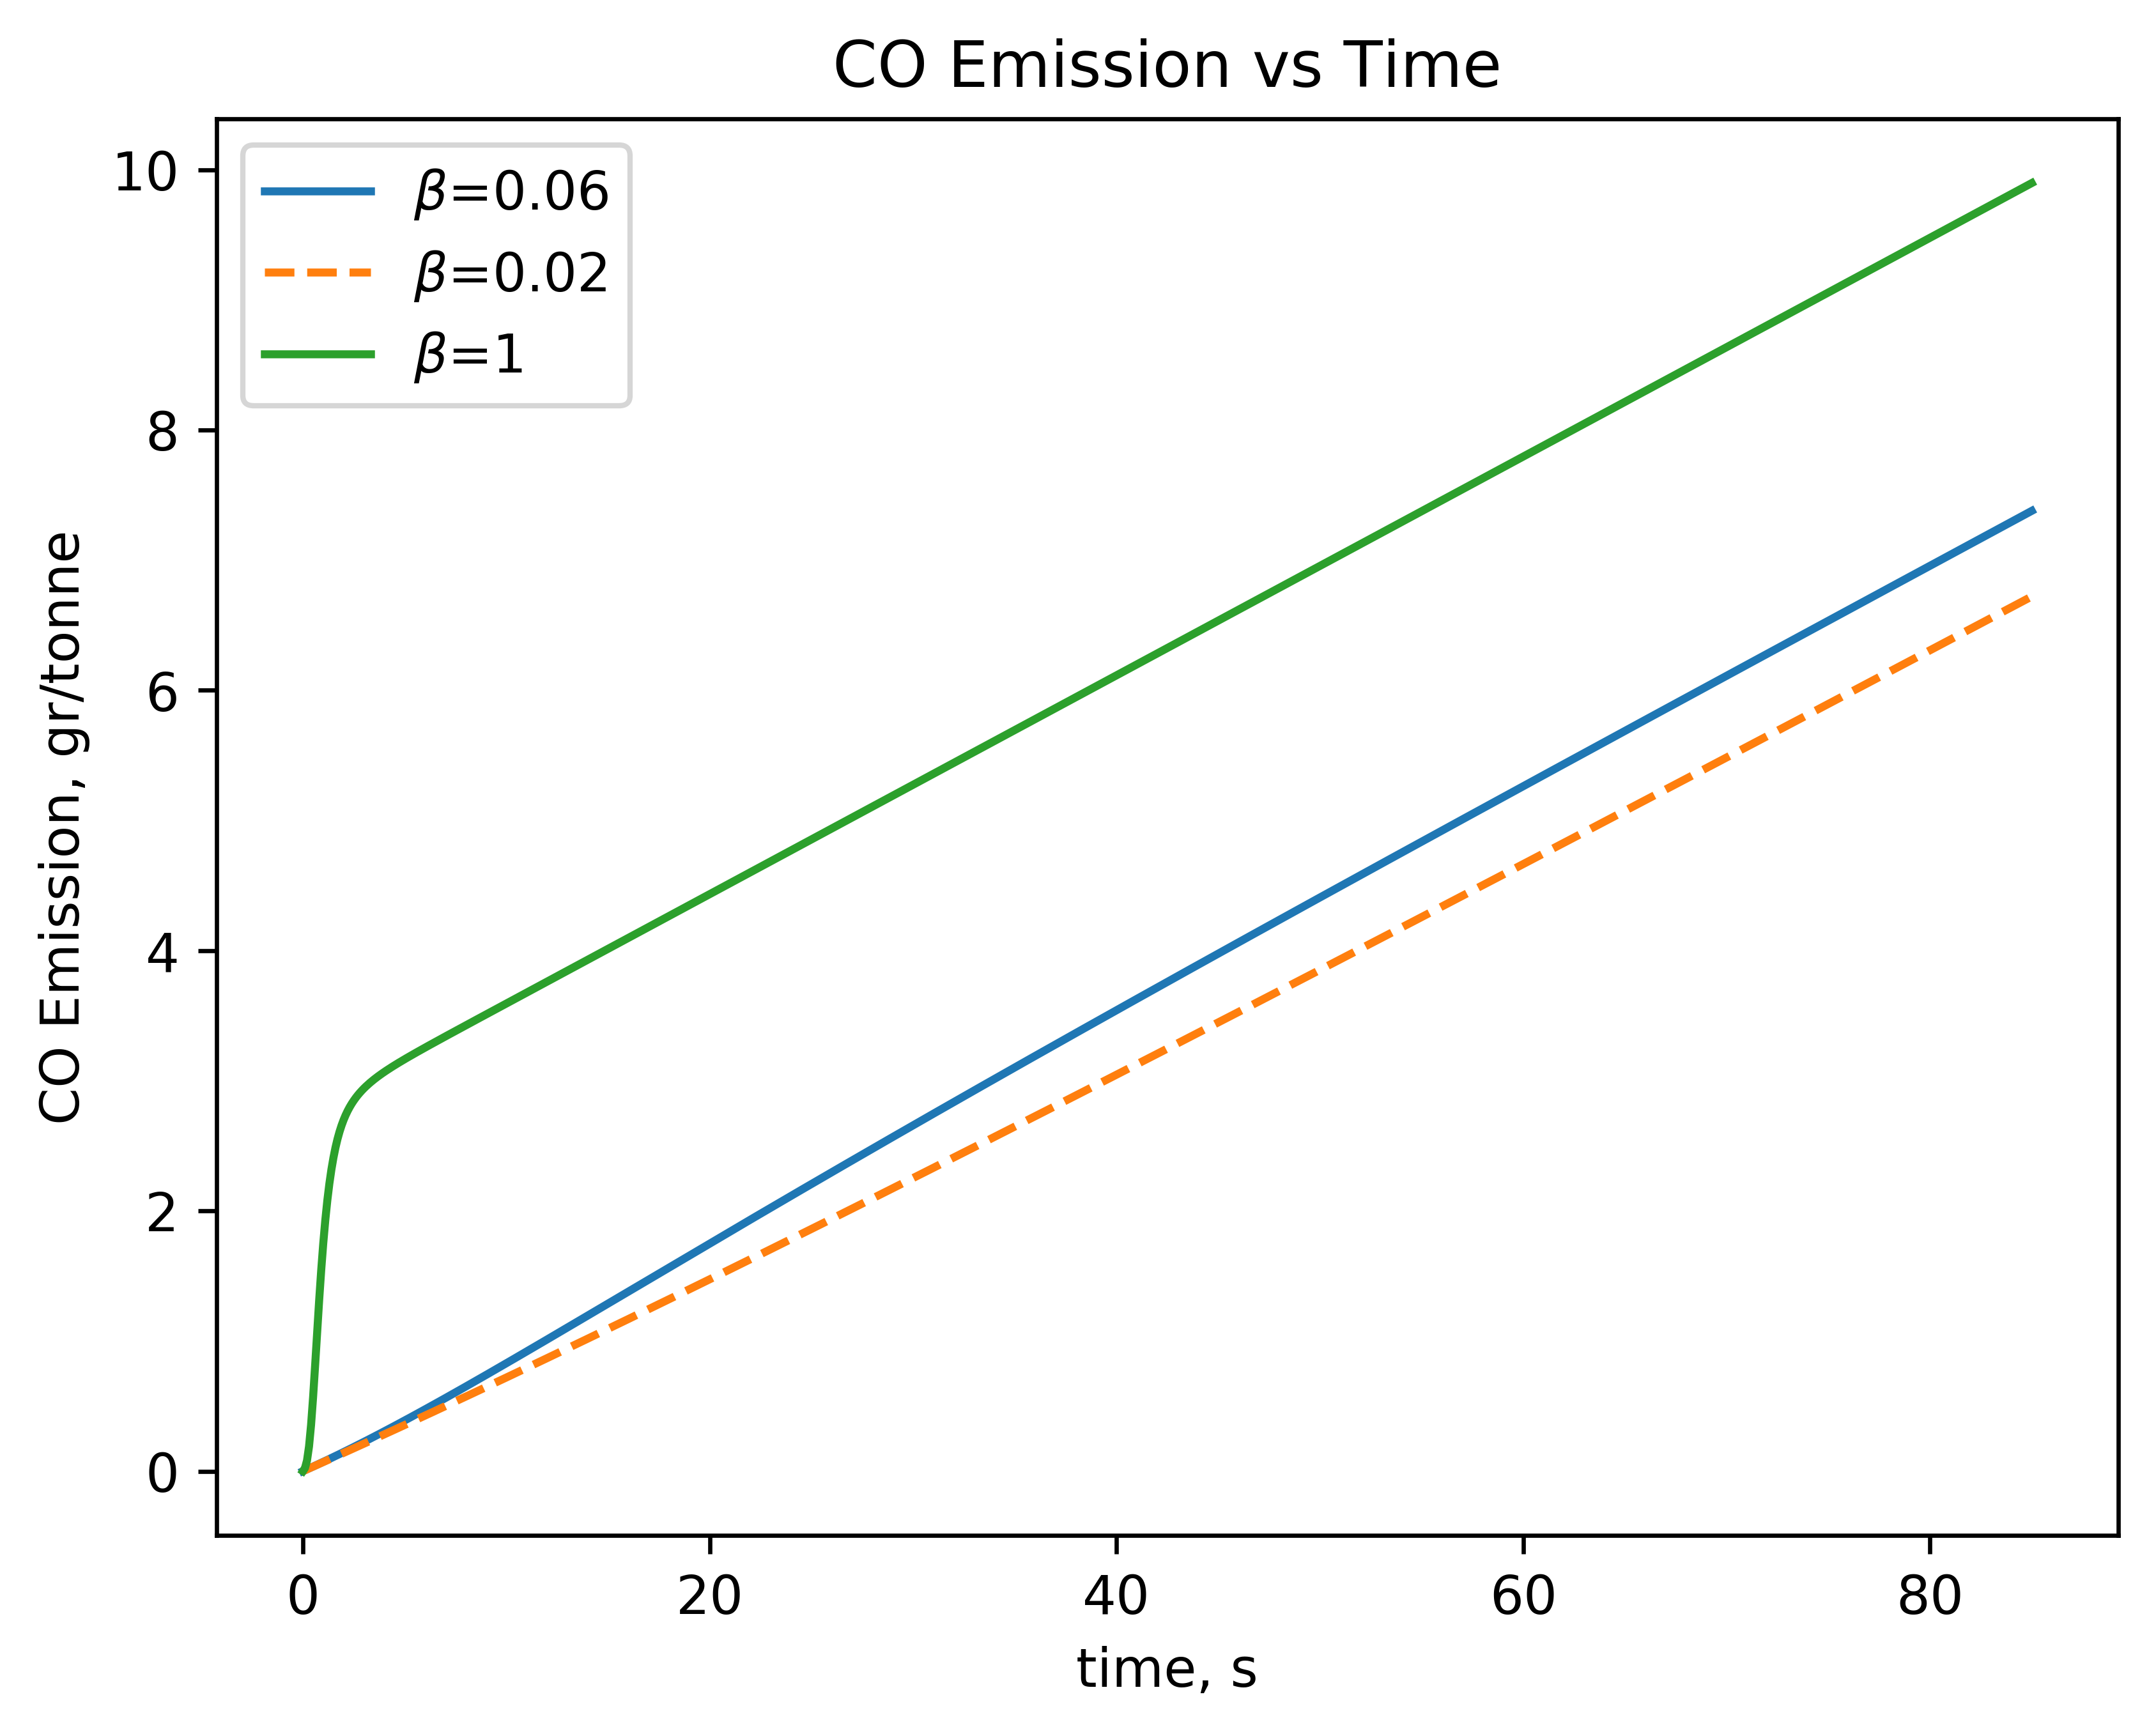 CO Emission vs Time
β=0.06
β=0.02
β=1
10
8
6
4
2
0
CO Emission, gr/tonne
0 20 40 60 80
time, s